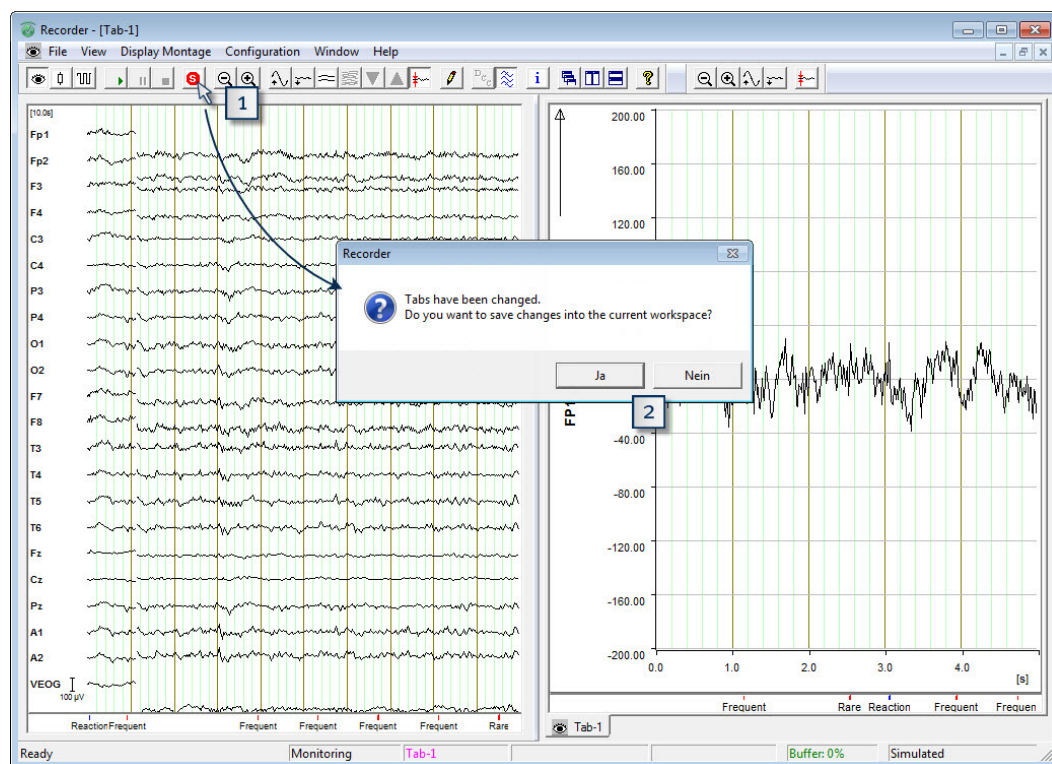 Recorder - [Tab-1]
File View Display Montage Configuration Window Help
S
D C C
i
?
1
[10.0s]
Fp1
Fp2
F3
F4
C3
C4
P3
P4
O1
O2
F7
F8
T3
T4
T5
T6
Fz
Cz
Pz
A1
A2
VEOG
100 µV
Reaction Frequent Frequent Frequent Frequent Frequent Rare
Recorder
Tabs have been changed.
Do you want to save changes into the current workspace?
Ja Nein
2
200.00
160.00
120.00
-40.00
-80.00
-120.00
-160.00
-200.00
0.0 1.0 2.0 3.0 4.0
[s]
Frequent Rare Reaction Frequent Frequen
Tab-1
Ready Monitoring Tab-1 Buffer: 0% Simulated